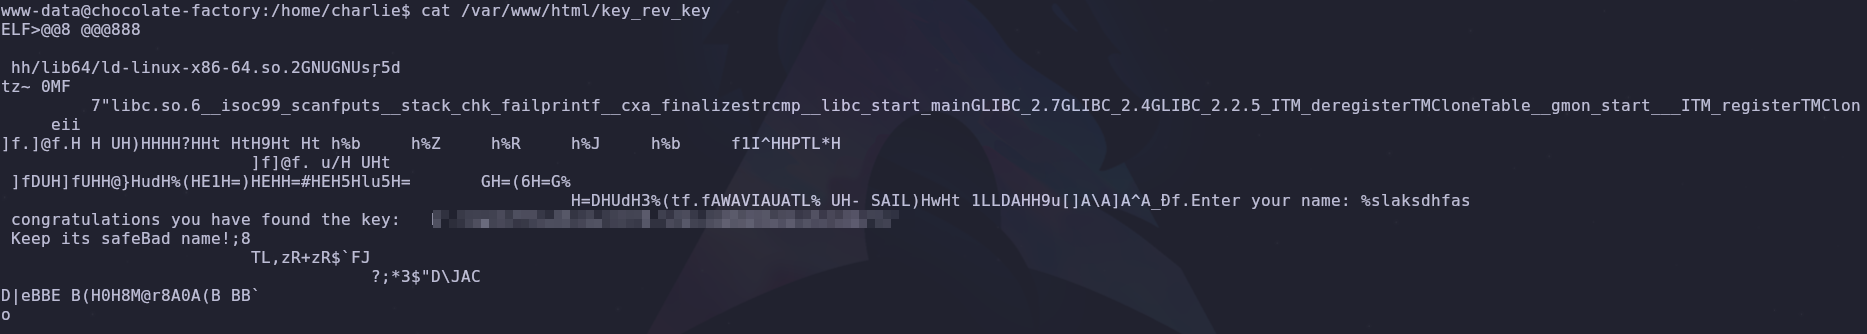 www-data@chocolate-factory:/home/charlie$ cat /var/www/html/key_rev_key
ELF>@@8 @@@888
hh/lib64/ld-linux-x86-64.so.2GNUGNUsŗ5d
tz~ 0MF
7"libc.so.6__isoc99_scanfputs__stack_chk_failprintf__cxa_finalizestrcmp__libc_start_mainGLIBC_2.7GLIBC_2.4GLIBC_2.2.5_ITM_deregisterTMCloneTable__gmon_start___ITM_registerTMClon
eii
]f.]@f.H H UH)HHHH?HHt HtH9Ht Ht h%b     h%Z     h%R     h%J     h%b     f1I^HHPTL*H
]f]@f. u/H UHt
]fDUH]fUHH@}HudH%(HE1H=)HEHH=#HEH5Hlu5H=       GH=(6H=G%
H=DHUdH3%(tf.fAWAVIAUATL% UH- SAIL)HwHt 1LLDAHH9u[]A\A]A^A_Ðf.Enter your name: %slaksdhfas
congratulations you have found the key:
Keep its safeBad name!;8
TL,zR+zR$`FJ
?;*3$"D\JAC
D|eBBE B(H0H8M@r8A0A(B BB`
o